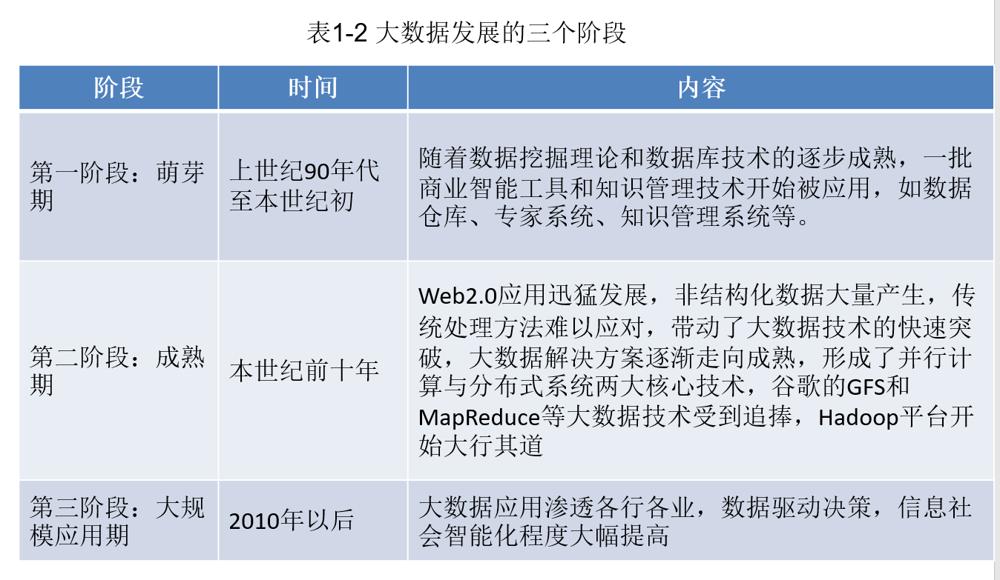 表1-2 大数据发展的三个阶段
阶段
时间
内容
第一阶段：萌芽
期
上世纪90年代
至本世纪初
随着数据挖掘理论和数据库技术的逐步成熟，一批
商业智能工具和知识管理技术开始被应用，如数据
仓库、专家系统、知识管理系统等。
第二阶段：成熟
期
本世纪前十年
Web2.0应用迅猛发展，非结构化数据大量产生，传
统处理方法难以应对，带动了大数据技术的快速突
破，大数据解决方案逐渐走向成熟，形成了并行计
算与分布式系统两大核心技术，谷歌的GFS和
MapReduce等大数据技术受到追捧，Hadoop平台开
始大行其道
第三阶段：大规
模应用期
2010年以后
大数据应用渗透各行各业，数据驱动决策，信息社
会智能化程度大幅提高